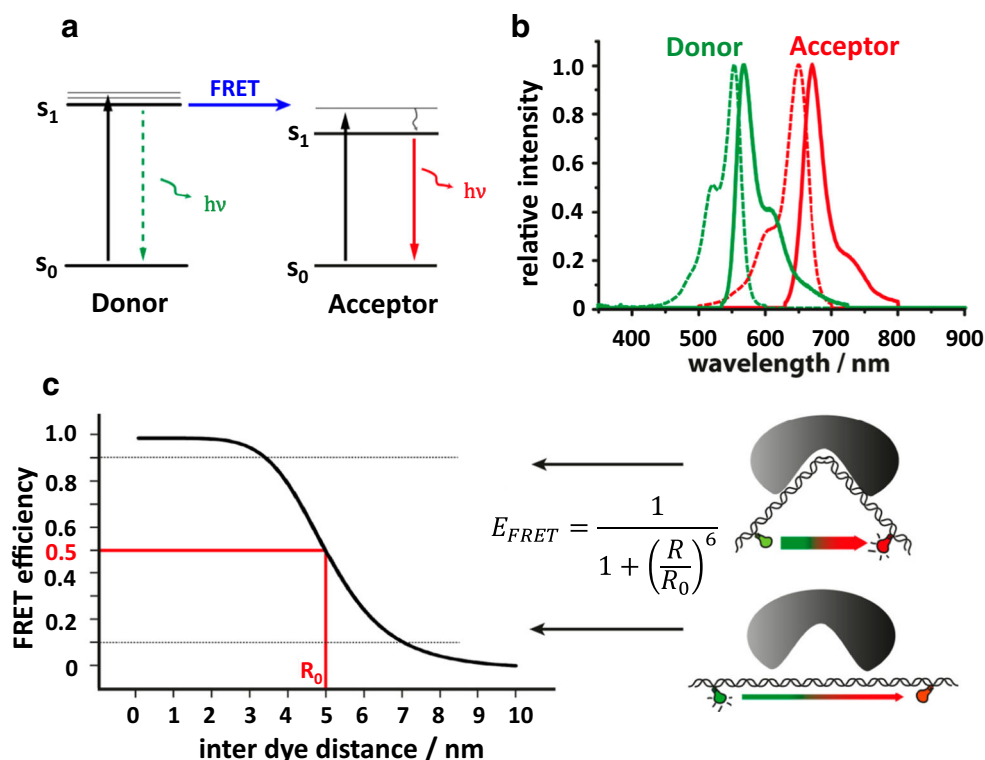 a
FRET
S1
S1
hν
hν
S0
S0
Donor
Acceptor
b
Donor
Acceptor
relative intensity
1.0
0.8
0.6
0.4
0.2
0
400 500 600 700 800 900
wavelength / nm
c
FRET efficiency
1.0
0.8
0.6
0.5
0.4
0.2
0
R0
0 1 2 3 4 5 6 7 8 9 10
inter dye distance / nm
E_FRET = 1 / (1 + (R/R0)^6)